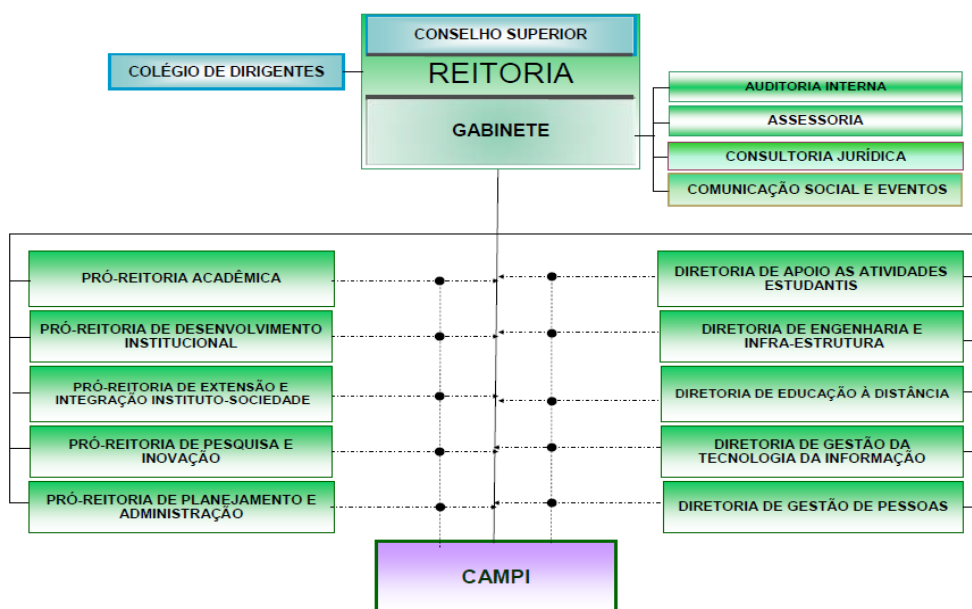 CONSELHO SUPERIOR
COLÉGIO DE DIRIGENTES
REITORIA
GABINETE
AUDITORIA INTERNA
ASSESSORIA
CONSULTORIA JURÍDICA
COMUNICAÇÃO SOCIAL E EVENTOS
PRÓ-REITORIA ACADÊMICA
PRÓ-REITORIA DE DESENVOLVIMENTO
INSTITUCIONAL
PRÓ-REITORIA DE EXTENSÃO E
INTEGRAÇÃO INSTITUTO-SOCIEDADE
PRÓ-REITORIA DE PESQUISA E
INOVAÇÃO
PRÓ-REITORIA DE PLANEJAMENTO E
ADMINISTRAÇÃO
DIRETORIA DE APOIO AS ATIVIDADES
ESTUDANTIS
DIRETORIA DE ENGENHARIA E
INFRA-ESTRUTURA
DIRETORIA DE EDUCAÇÃO À DISTÂNCIA
DIRETORIA DE GESTÃO DA
TECNOLOGIA DA INFORMAÇÃO
DIRETORIA DE GESTÃO DE PESSOAS
CAMPI